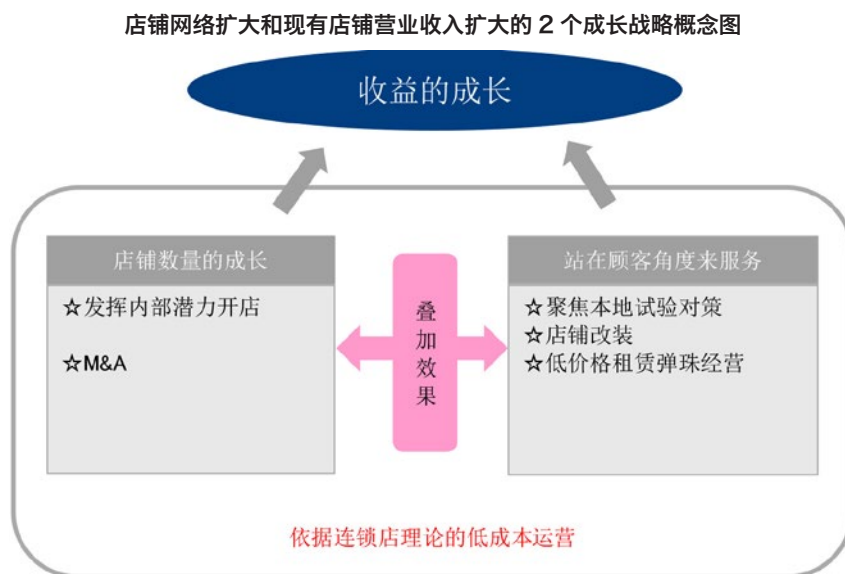 店铺网络扩大和现有店铺营业收入扩大的 2 个成长战略概念图
收益的成长
店铺数量的成长
☆发挥内部潜力开店
☆M&A
叠加效果
站在顾客角度来服务
☆聚焦本地试验对策
☆店铺改装
☆低价格租赁弹珠经营
依据连锁店理论的低成本运营